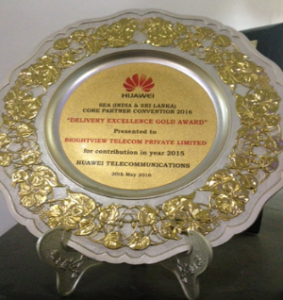 HUAWEI
SEA (INDIA & SRI LANKA)
CORE PARTNER CONVENTION 2016
"DELIVERY EXCELLENCE GOLD AWARD"
Presented to
BRIGHTVIEW TELECOM PRIVATE LIMITED
for contribution in year 2015
HUAWEI TELECOMMUNICATIONS
20th May 2016